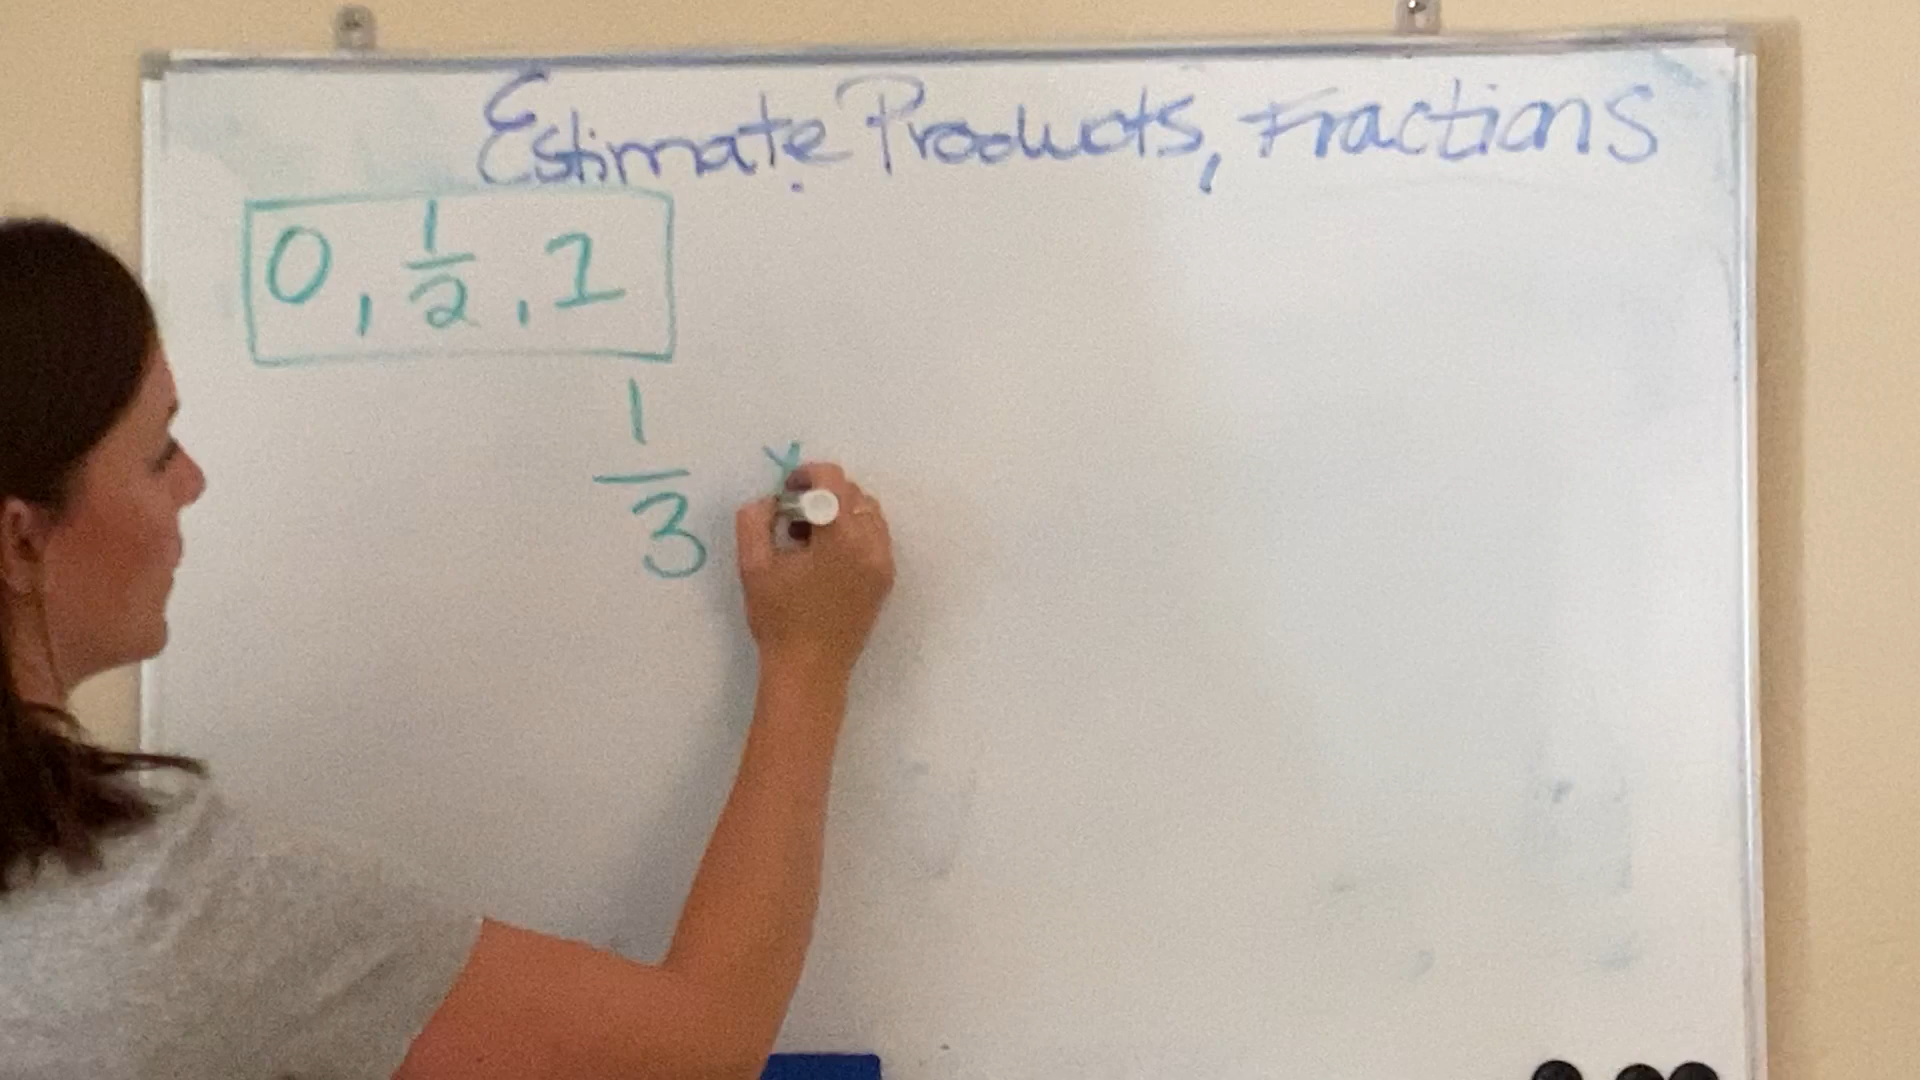 Estimate Products, Fractions
0, 1/2, 1
1/3 x